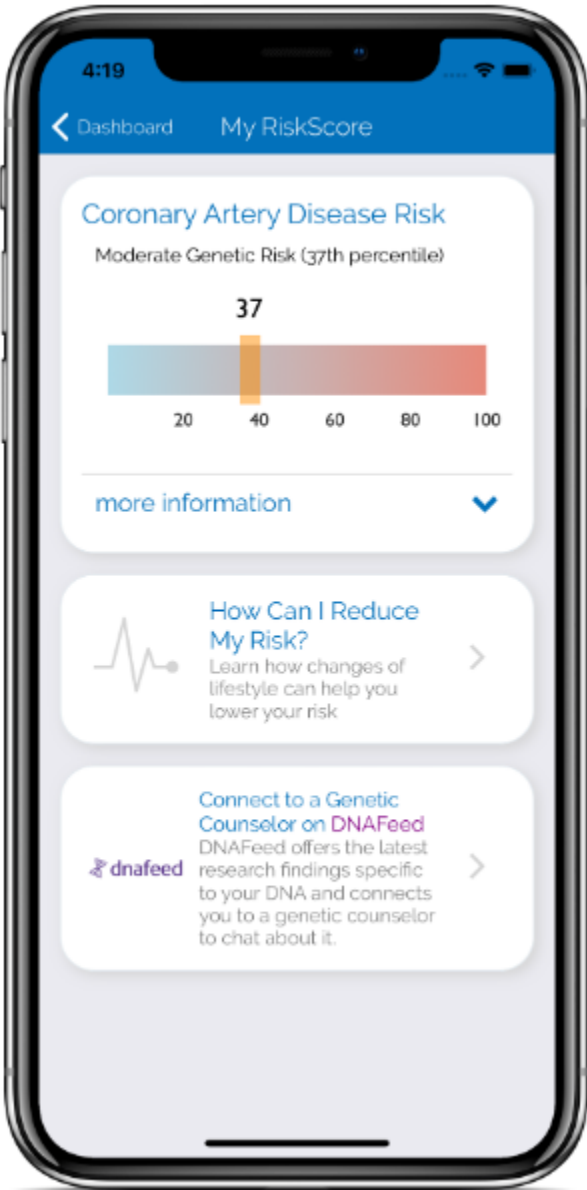 4:19
Dashboard My RiskScore
Coronary Artery Disease Risk
Moderate Genetic Risk (37th percentile)
37
20 40 60 80 100
more information
How Can I Reduce
My Risk?
Learn how changes of
lifestyle can help you
lower your risk
Connect to a Genetic
Counselor on DNAFeed
DNAFeed offers the latest
dnafeed research findings specific
to your DNA and connects
you to a genetic counselor
to chat about it.